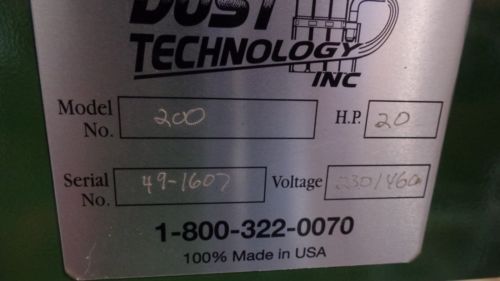 DUST
TECHNOLOGY
INC
Model No. 200 H.P. 20
Serial No. 49-1607 Voltage 230/460
1-800-322-0070
100% Made in USA